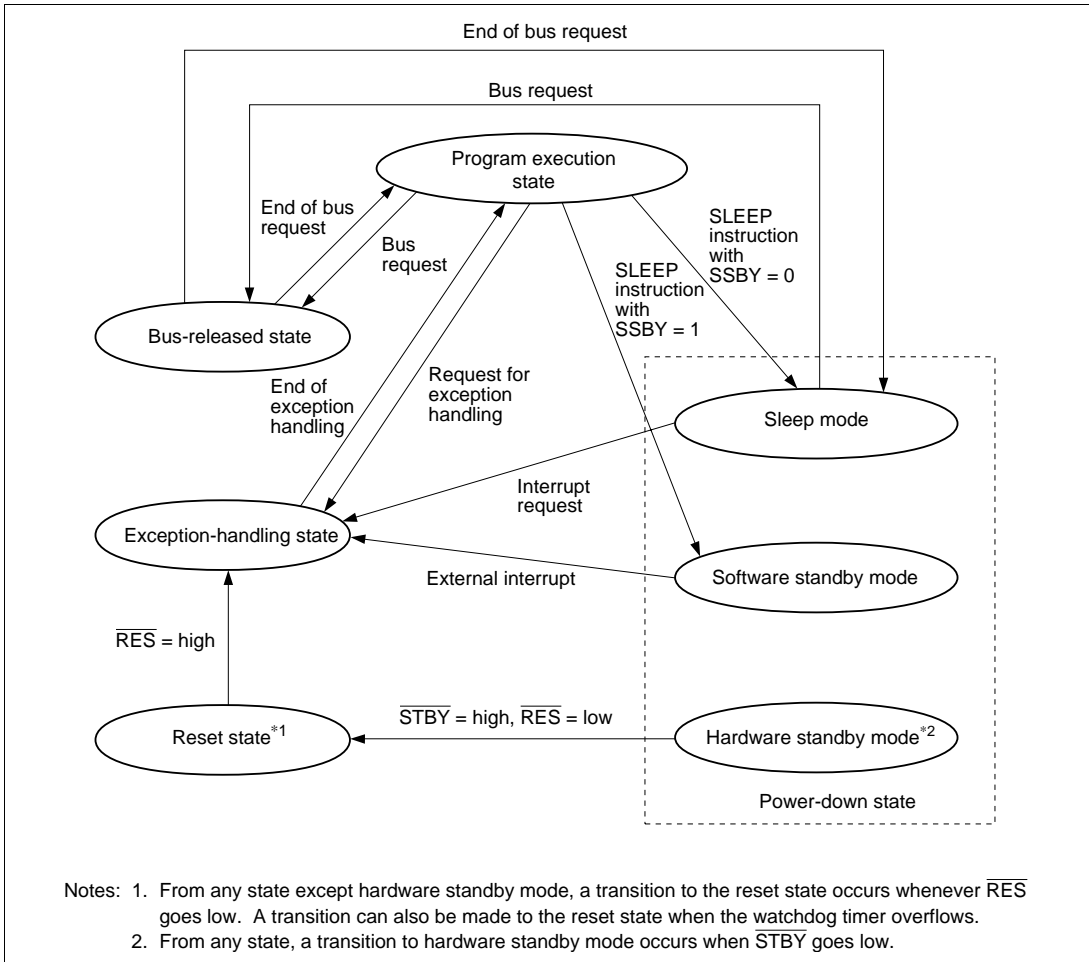 End of bus request
Bus request
Program execution
state
End of bus
request
Bus
request
SLEEP
instruction
with
SSBY = 0
SLEEP
instruction
with
SSBY = 1
Bus-released state
End of
exception
handling
Request for
exception
handling
Sleep mode
Interrupt
request
Exception-handling state
External interrupt
Software standby mode
R̅E̅S̅ = high
S̅T̅B̅Y̅ = high, R̅E̅S̅ = low
Reset state*1
Hardware standby mode*2
Power-down state
Notes: 1. From any state except hardware standby mode, a transition to the reset state occurs whenever R̅E̅S̅
goes low. A transition can also be made to the reset state when the watchdog timer overflows.
2. From any state, a transition to hardware standby mode occurs when S̅T̅B̅Y̅ goes low.